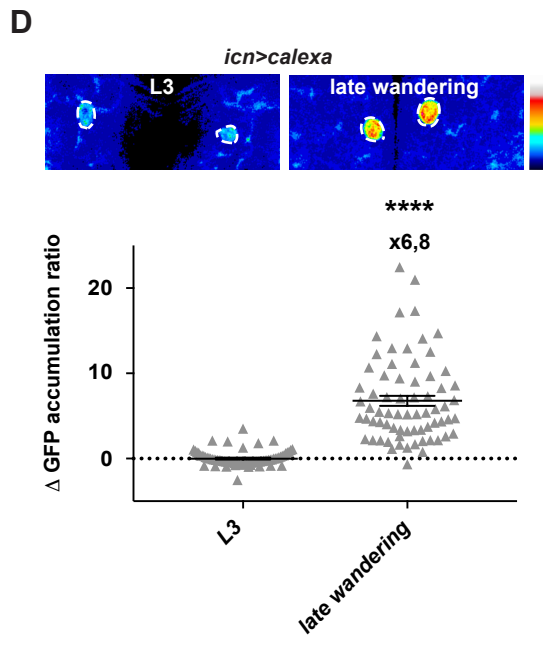 D
icn>calexa
L3 late wandering
****
x6,8
Δ GFP accumulation ratio
20
10
0
L3
late wandering